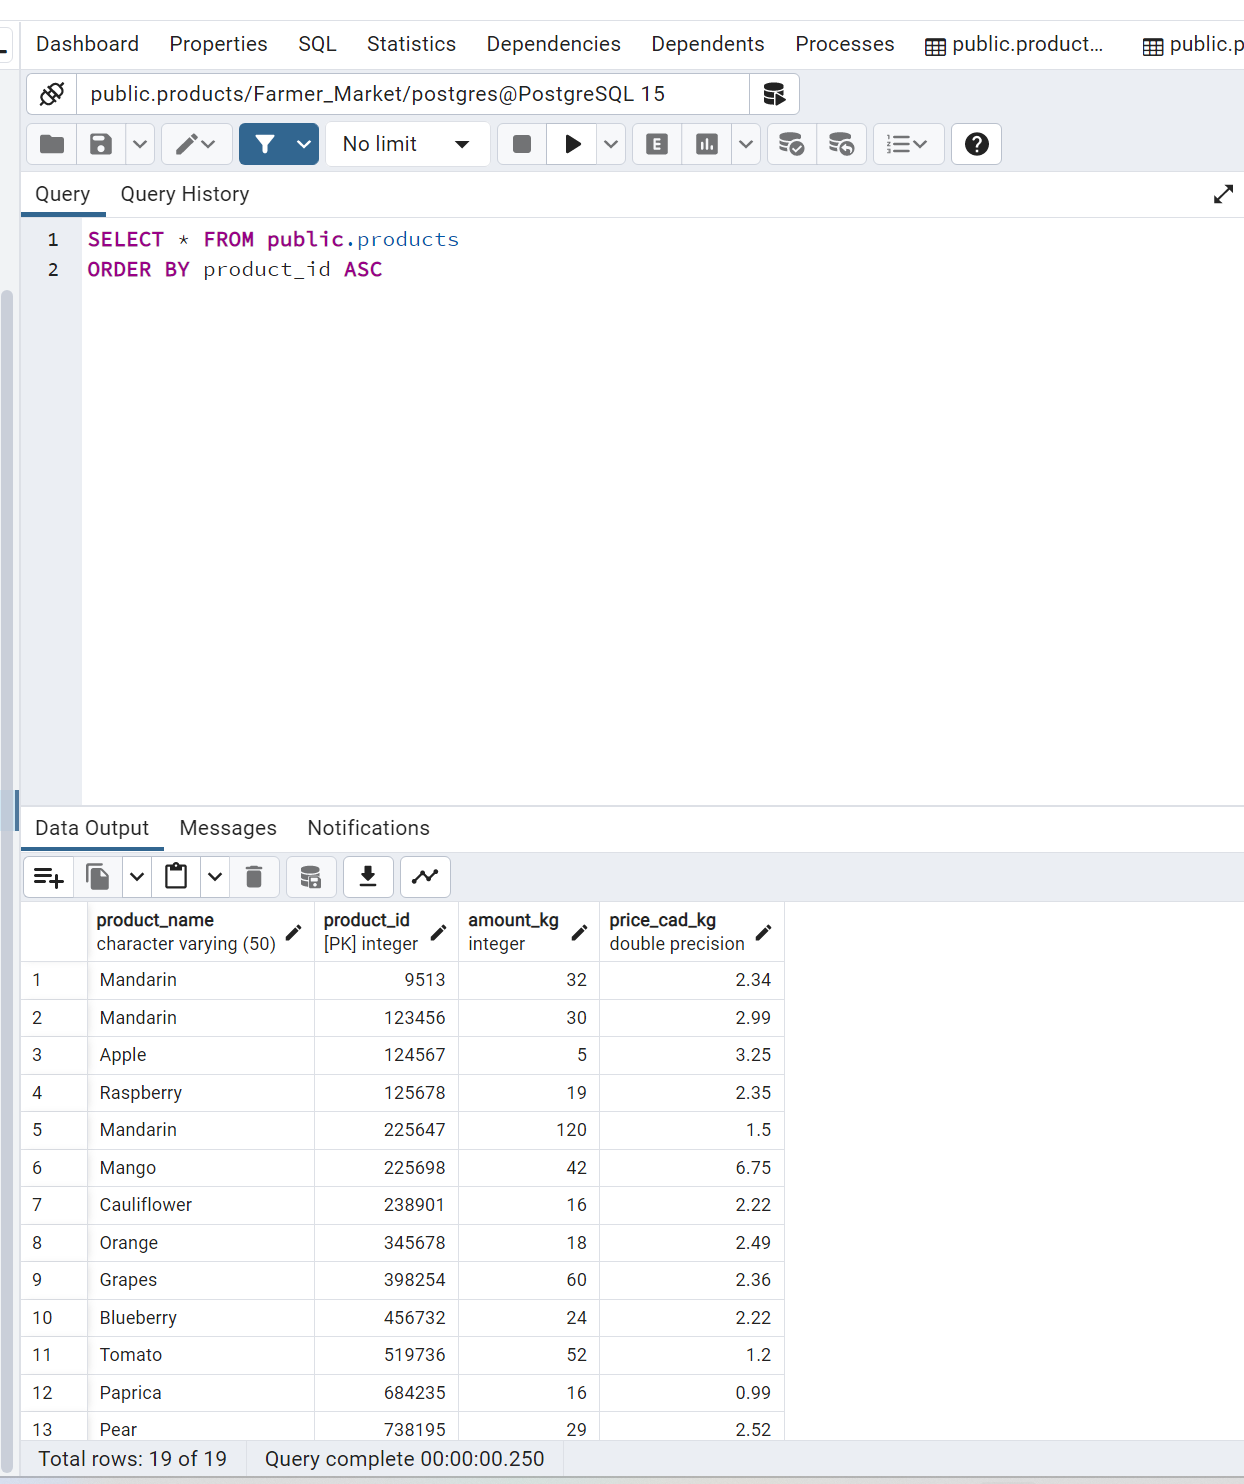 Dashboard Properties SQL Statistics Dependencies Dependents Processes public.product... public.p
public.products/Farmer_Market/postgres@PostgreSQL 15
No limit E
Query Query History
1 SELECT * FROM public.products
2 ORDER BY product_id ASC
Data Output Messages Notifications
product_name product_id amount_kg price_cad_kg
character varying (50) [PK] integer integer double precision
1 Mandarin 9513 32 2.34
2 Mandarin 123456 30 2.99
3 Apple 124567 5 3.25
4 Raspberry 125678 19 2.35
5 Mandarin 225647 120 1.5
6 Mango 225698 42 6.75
7 Cauliflower 238901 16 2.22
8 Orange 345678 18 2.49
9 Grapes 398254 60 2.36
10 Blueberry 456732 24 2.22
11 Tomato 519736 52 1.2
12 Paprica 684235 16 0.99
13 Pear 738195 29 2.52
Total rows: 19 of 19 Query complete 00:00:00.250